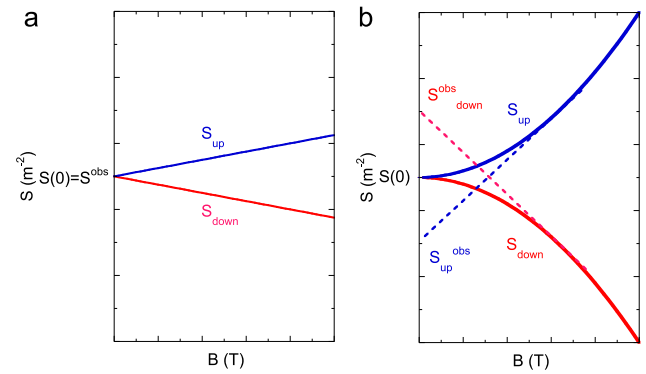 a
b
S_up
S_down
S (m⁻²)
S(0)=S^obs
B (T)
S^obs_down
S_up
S (m⁻²)
S(0)
S_up^obs
S_down
B (T)